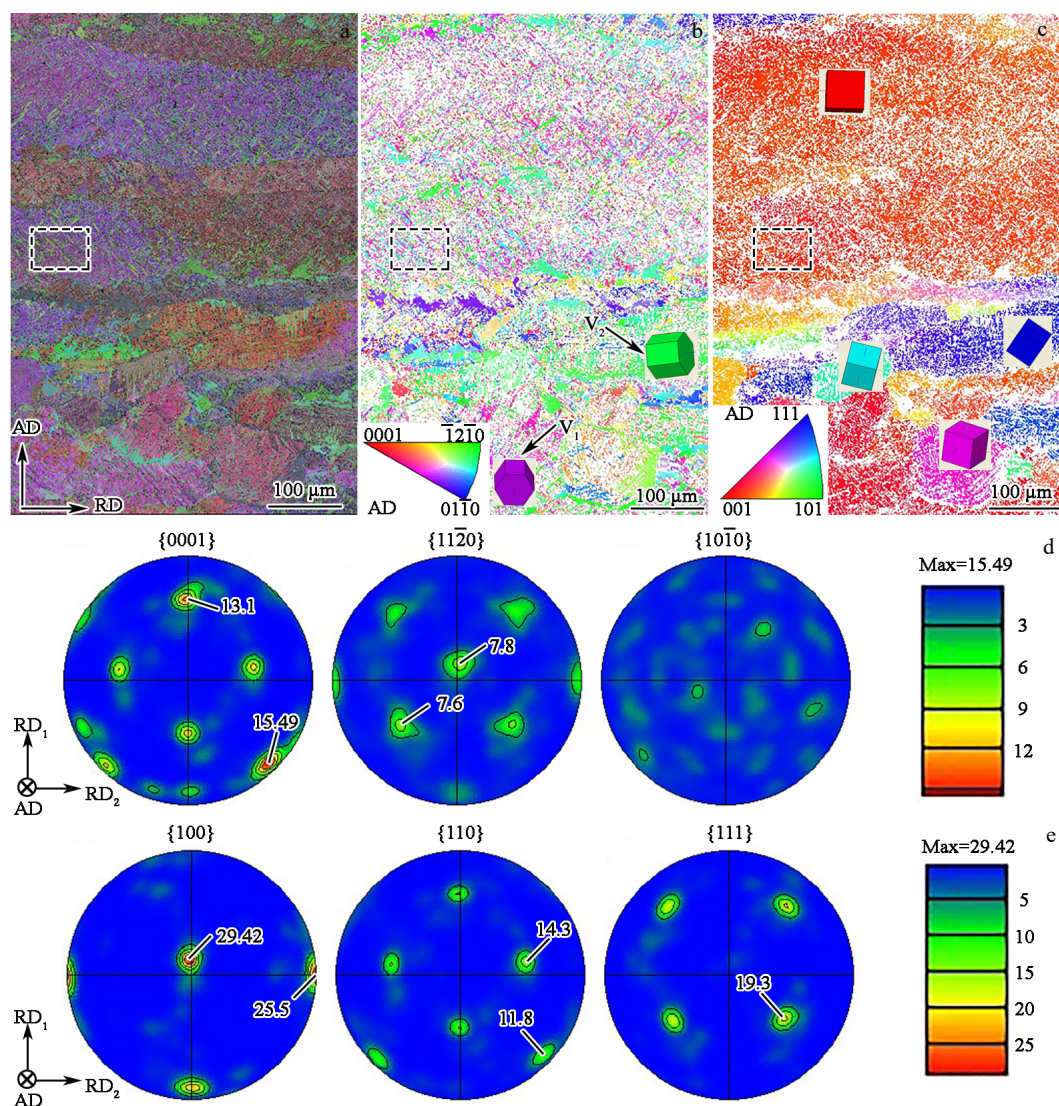 a
b
c
V₂
V₁
AD
RD
100 μm
0001
1̅21̅0
011̅0
AD
100 μm
AD
111
001
101
100 μm
{0001}
{112̅0}
{101̅0}
d
Max=15.49
13.1
15.49
7.8
7.6
3
6
9
12
RD₁
AD
RD₂
{100}
{110}
{111}
e
Max=29.42
29.42
25.5
14.3
11.8
19.3
5
10
15
20
25
RD₁
AD
RD₂